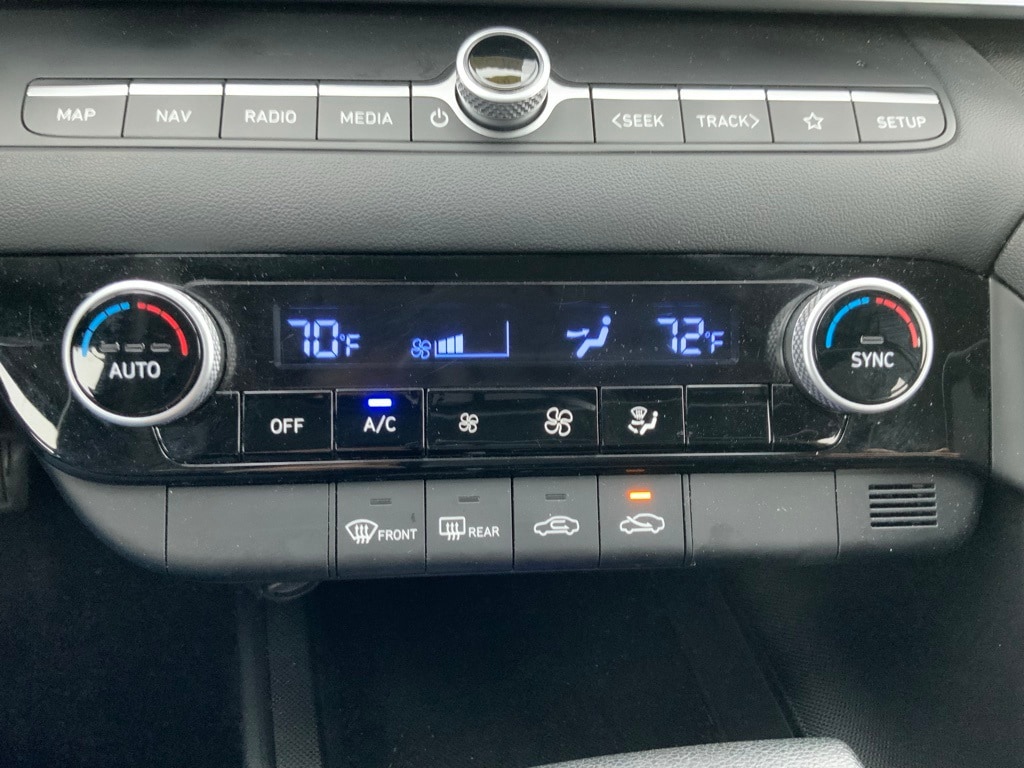 MAP NAV RADIO MEDIA <SEEK TRACK> SETUP
70°F 72°F
AUTO SYNC
OFF A/C
FRONT REAR